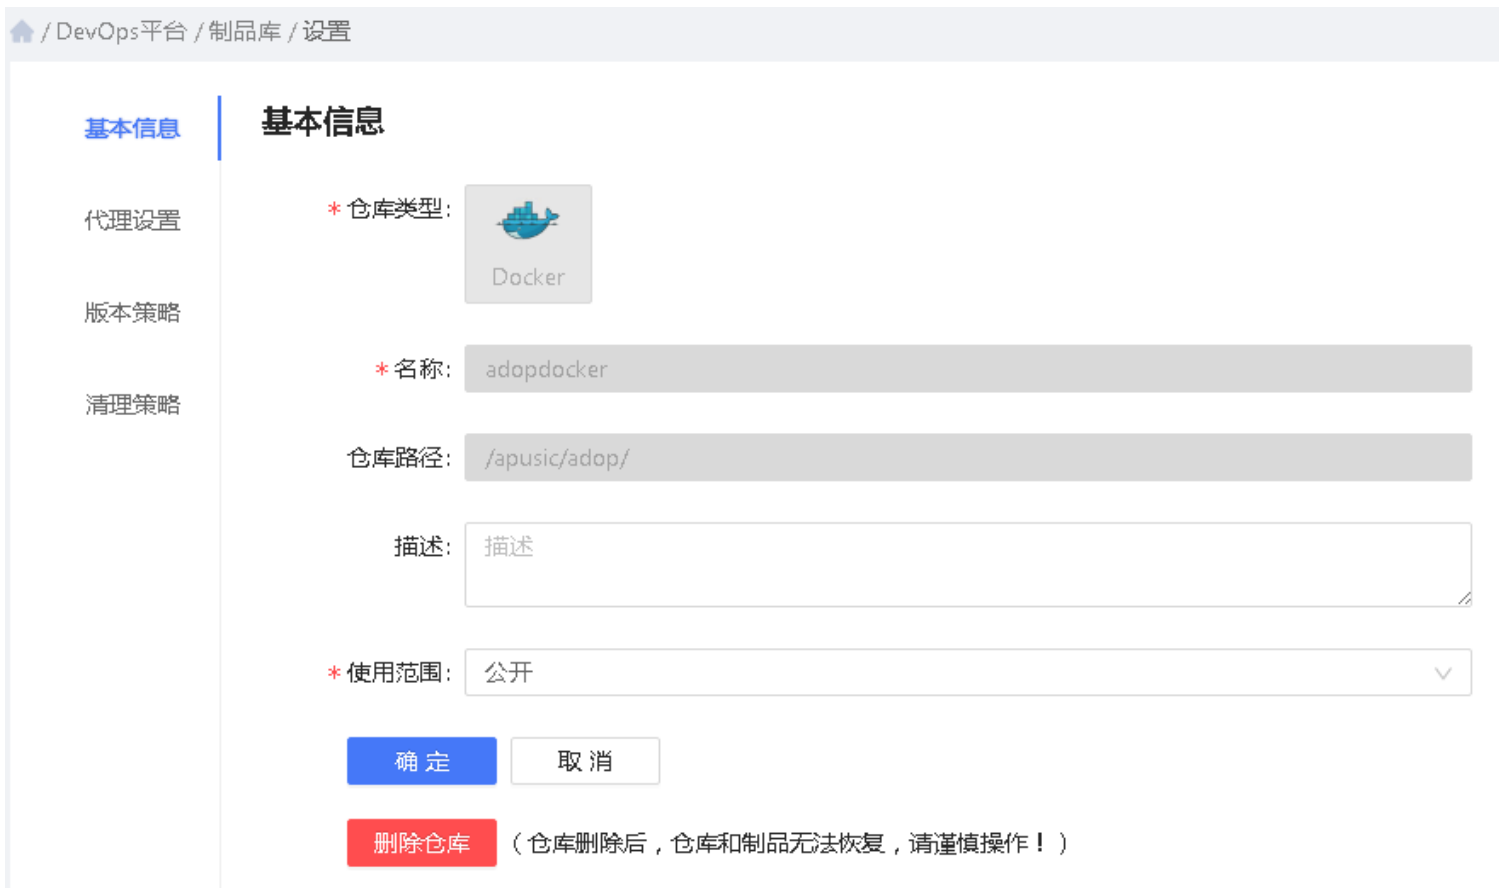 / DevOps平台 / 制品库 / 设置
基本信息
代理设置
版本策略
清理策略
基本信息
* 仓库类型:
Docker
* 名称: adopdocker
仓库路径: /apusic/adop/
描述: 描述
* 使用范围: 公开
确 定 取 消
删除仓库 (仓库删除后，仓库和制品无法恢复，请谨慎操作！)